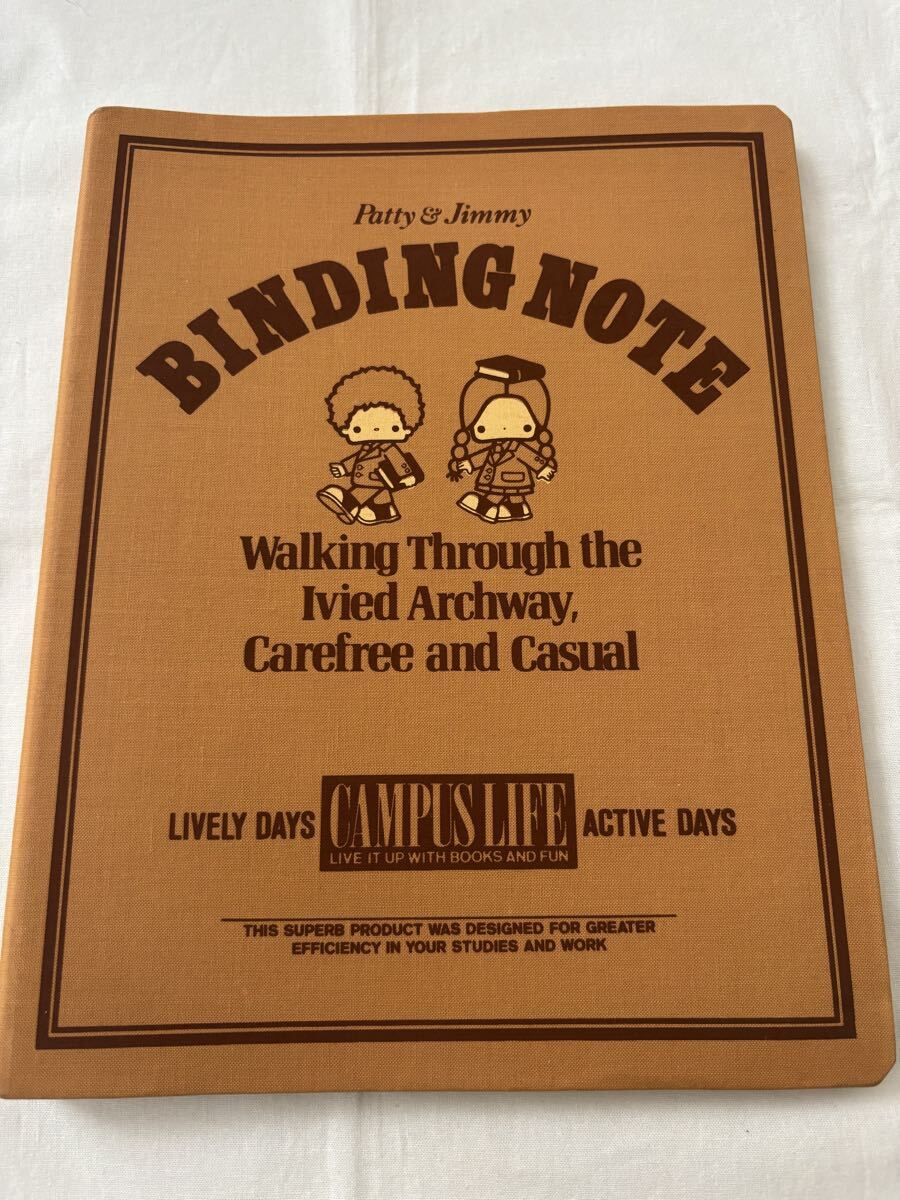 Patty & Jimmy
BINDING NOTE
Walking Through the
Ivied Archway,
Carefree and Casual
LIVELY DAYS CAMPUS LIFE ACTIVE DAYS
LIVE IT UP WITH BOOKS AND FUN
THIS SUPERB PRODUCT WAS DESIGNED FOR GREATER
EFFICIENCY IN YOUR STUDIES AND WORK